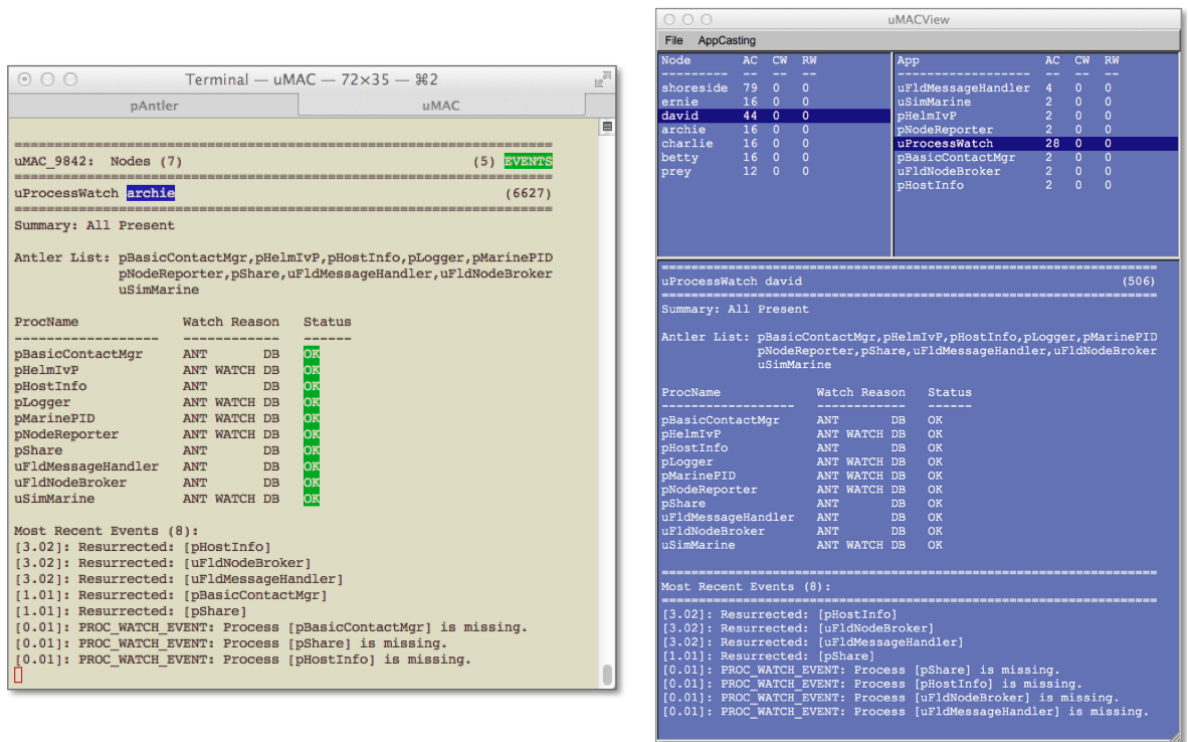 Terminal — uMAC — 72×35 — ⌘2
pAntler uMAC
========================================================
uMAC_9842: Nodes (7) (5) EVENTS
========================================================
uProcessWatch archie (6627)
========================================================
Summary: All Present
Antler List: pBasicContactMgr,pHelmIvP,pHostInfo,pLogger,pMarinePID
pNodeReporter,pShare,uFldMessageHandler,uFldNodeBroker
uSimMarine
ProcName Watch Reason Status
------------------ ------------ ------
pBasicContactMgr ANT DB OK
pHelmIvP ANT WATCH DB OK
pHostInfo ANT DB OK
pLogger ANT WATCH DB OK
pMarinePID ANT WATCH DB OK
pNodeReporter ANT WATCH DB OK
pShare ANT DB OK
uFldMessageHandler ANT DB OK
uFldNodeBroker ANT DB OK
uSimMarine ANT WATCH DB OK
Most Recent Events (8):
[3.02]: Resurrected: [pHostInfo]
[3.02]: Resurrected: [uFldNodeBroker]
[3.02]: Resurrected: [uFldMessageHandler]
[1.01]: Resurrected: [pBasicContactMgr]
[1.01]: Resurrected: [pShare]
[0.01]: PROC_WATCH_EVENT: Process [pBasicContactMgr] is missing.
[0.01]: PROC_WATCH_EVENT: Process [pShare] is missing.
[0.01]: PROC_WATCH_EVENT: Process [pHostInfo] is missing.
uMACView
File AppCasting
Node AC CW RW
--------- -- -- --
shoreside 79 0 0
ernie 16 0 0
david 44 0 0
archie 16 0 0
charlie 16 0 0
betty 16 0 0
prey 12 0 0
App AC CW RW
------------------ -- -- --
uFldMessageHandler 4 0 0
uSimMarine 2 0 0
pHelmIvP 2 0 0
pNodeReporter 2 0 0
uProcessWatch 28 0 0
pBasicContactMgr 2 0 0
uFldNodeBroker 2 0 0
pHostInfo 2 0 0
========================================================
uProcessWatch david (506)
========================================================
Summary: All Present
Antler List: pBasicContactMgr,pHelmIvP,pHostInfo,pLogger,pMarinePID
pNodeReporter,pShare,uFldMessageHandler,uFldNodeBroker
uSimMarine
ProcName Watch Reason Status
------------------ ------------ ------
pBasicContactMgr ANT DB OK
pHelmIvP ANT WATCH DB OK
pHostInfo ANT DB OK
pLogger ANT WATCH DB OK
pMarinePID ANT WATCH DB OK
pNodeReporter ANT WATCH DB OK
pShare ANT DB OK
uFldMessageHandler ANT DB OK
uFldNodeBroker ANT DB OK
uSimMarine ANT WATCH DB OK
========================================================
Most Recent Events (8):
========================================================
[3.02]: Resurrected: [pHostInfo]
[3.02]: Resurrected: [uFldNodeBroker]
[3.02]: Resurrected: [uFldMessageHandler]
[1.01]: Resurrected: [pShare]
[0.01]: PROC_WATCH_EVENT: Process [pShare] is missing.
[0.01]: PROC_WATCH_EVENT: Process [pHostInfo] is missing.
[0.01]: PROC_WATCH_EVENT: Process [uFldNodeBroker] is missing.
[0.01]: PROC_WATCH_EVENT: Process [uFldMessageHandler] is missing.